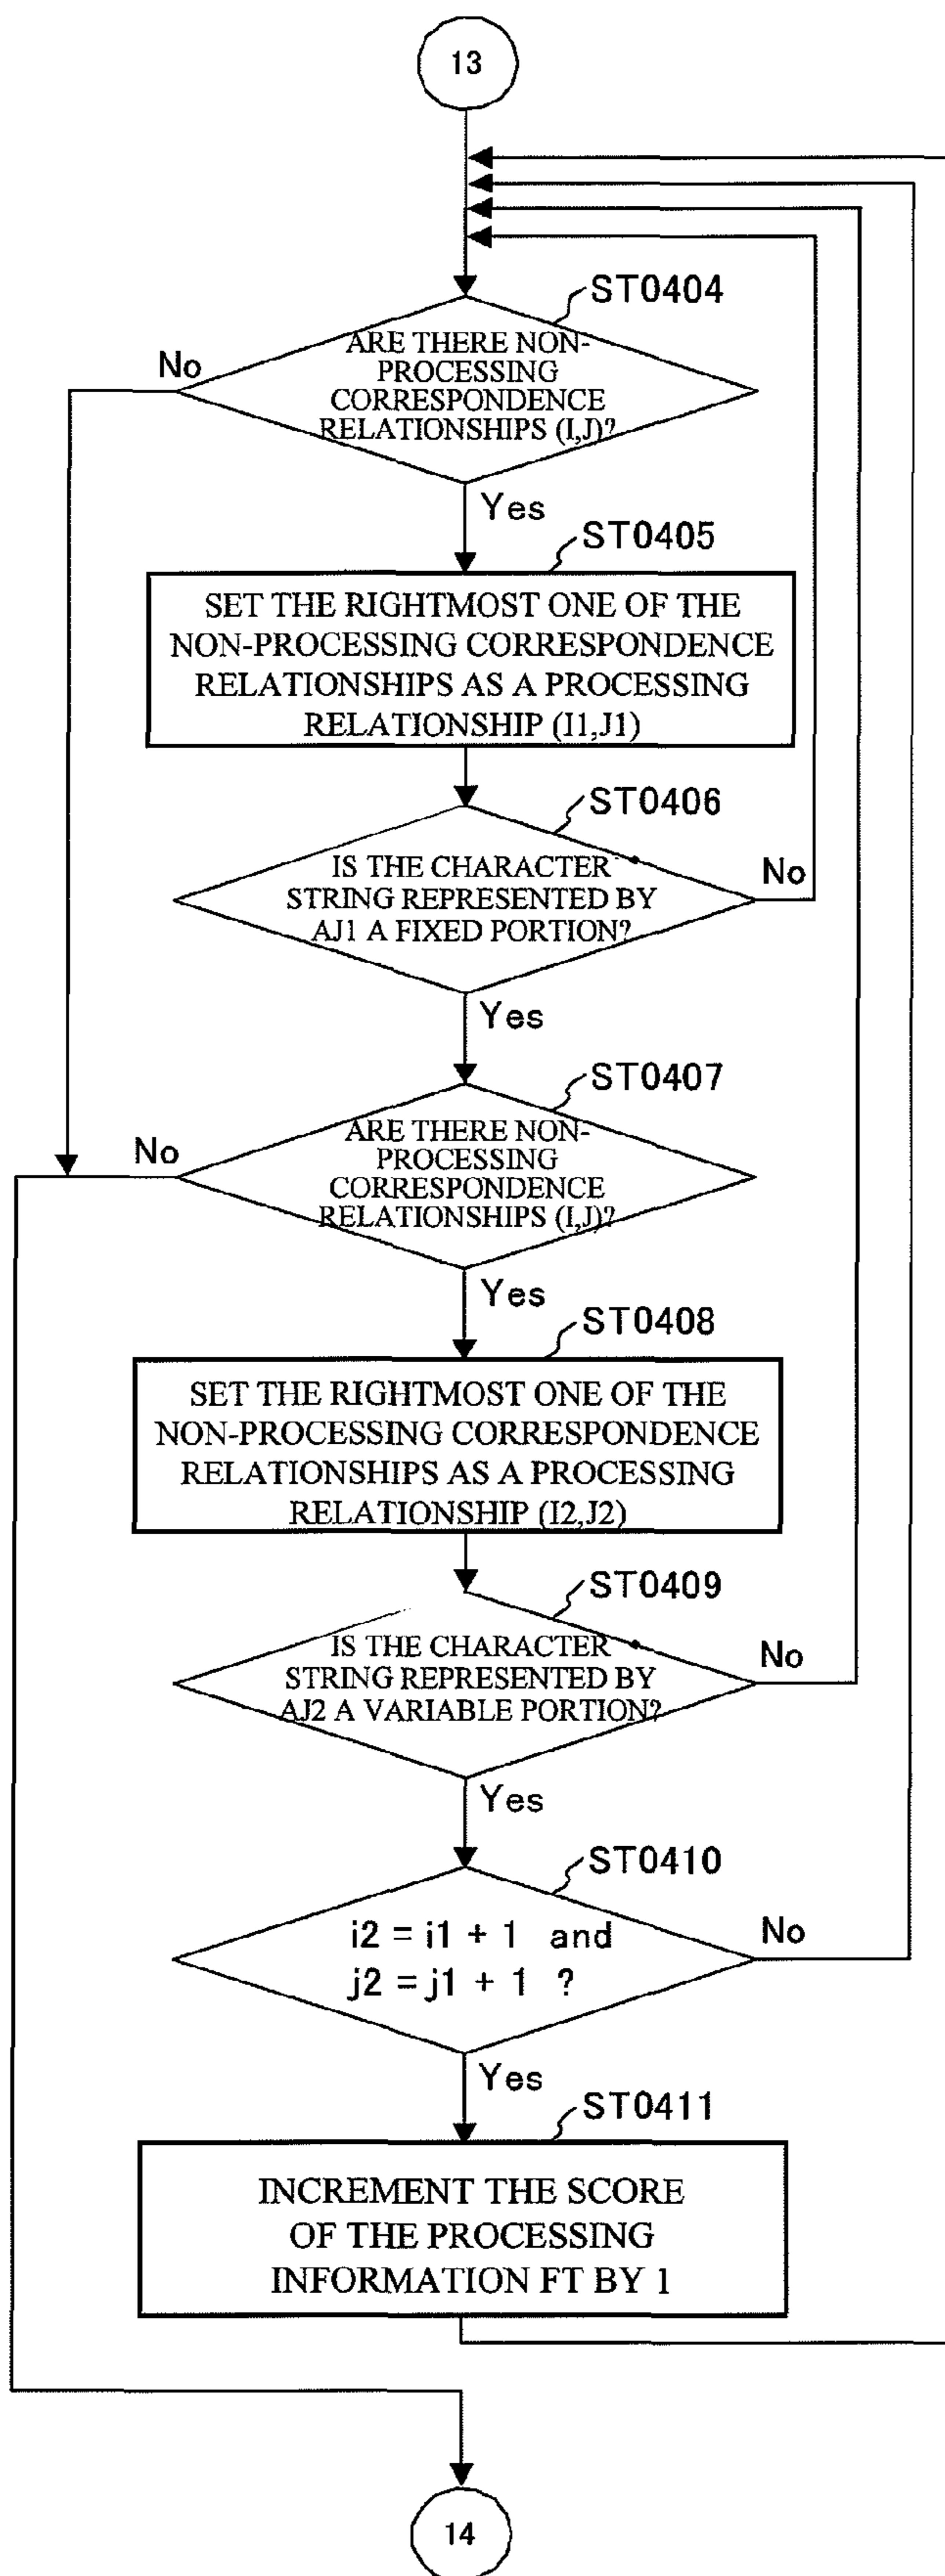 13
ST0404
ARE THERE NON-
PROCESSING
CORRESPONDENCE
RELATIONSHIPS (I,J)?
No
Yes
ST0405
SET THE RIGHTMOST ONE OF THE
NON-PROCESSING CORRESPONDENCE
RELATIONSHIPS AS A PROCESSING
RELATIONSHIP (I1,J1)
ST0406
IS THE CHARACTER
STRING REPRESENTED BY
AJ1 A FIXED PORTION?
No
Yes
ST0407
ARE THERE NON-
PROCESSING
CORRESPONDENCE
RELATIONSHIPS (I,J)?
No
Yes
ST0408
SET THE RIGHTMOST ONE OF THE
NON-PROCESSING CORRESPONDENCE
RELATIONSHIPS AS A PROCESSING
RELATIONSHIP (I2,J2)
ST0409
IS THE CHARACTER
STRING REPRESENTED BY
AJ2 A VARIABLE PORTION?
No
Yes
ST0410
i2 = i1 + 1 and
j2 = j1 + 1 ?
No
Yes
ST0411
INCREMENT THE SCORE
OF THE PROCESSING
INFORMATION FT BY 1
14